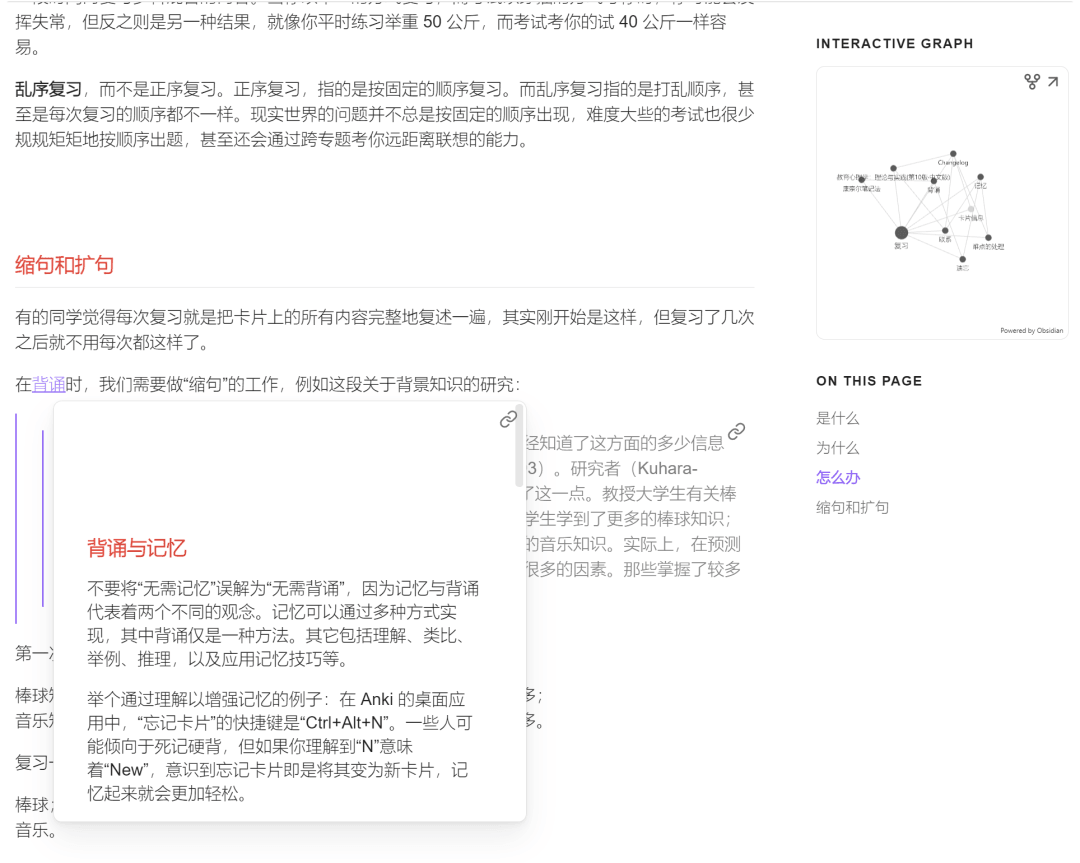 挥失常，但反之则是另一种结果，就像你平时练习举重 50 公斤，而考试考你的试 40 公斤一样容
易。
乱序复习，而不是正序复习。正序复习，指的是按固定的顺序复习。而乱序复习指的是打乱顺序，甚
至是每次复习的顺序都不一样。现实世界的问题并不总是按固定的顺序出现，难度大些的考试也很少
规规矩矩地按顺序出题，甚至还会通过跨专题考你远距离联想的能力。
缩句和扩句
有的同学觉得每次复习就是把卡片上的所有内容完整地复述一遍，其实刚开始是这样，但复习了几次
之后就不用每次都这样了。
在背诵时，我们需要做“缩句”的工作，例如这段关于背景知识的研究：
经知道了这方面的多少信息
3）。研究者（Kuhara-
了这一点。教授大学生有关棒
学生学到了更多的棒球知识；
的音乐知识。实际上，在预测
很多的因素。那些掌握了较多
背诵与记忆
不要将“无需记忆”误解为“无需背诵”，因为记忆与背诵
代表着两个不同的观念。记忆可以通过多种方式实
现，其中背诵仅是一种方法。其它包括理解、类比、
举例、推理，以及应用记忆技巧等。
举个通过理解以增强记忆的例子：在 Anki 的桌面应
用中，“忘记卡片”的快捷键是“Ctrl+Alt+N”。一些人可
能倾向于死记硬背，但如果你理解到“N”意味
着“New”，意识到忘记卡片即是将其变为新卡片，记
忆起来就会更加轻松。
第一
棒球 多；
音乐 多。
复习
棒球；
音乐。
INTERACTIVE GRAPH
Changelog
康奈尔笔记法
背诵
记忆
卡片信息
复习
联系
难点的处理
遗忘
Powered by Obsidian
ON THIS PAGE
是什么
为什么
怎么办
缩句和扩句